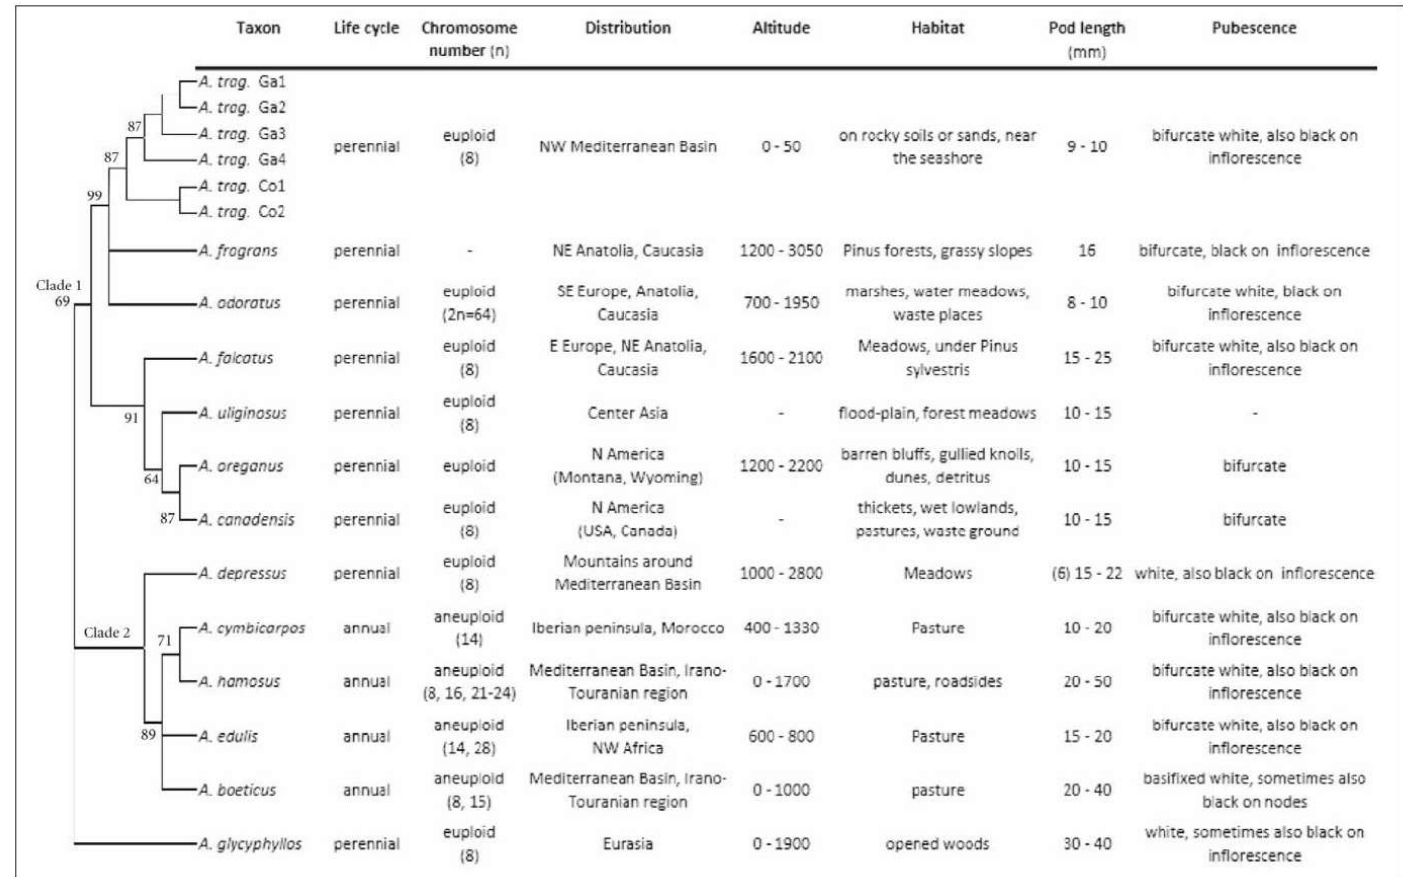 Taxon Life cycle Chromosome number (n) Distribution Altitude Habitat Pod length (mm) Pubescence
A. trag. Ga1
A. trag. Ga2
87 A. trag. Ga3
A. trag. Ga4
87
A. trag. Co1
A. trag. Co2
perennial euploid (8) NW Mediterranean Basin 0 - 50 on rocky soils or sands, near the seashore 9 - 10 bifurcate white, also black on inflorescence
99
A. fragrans perennial - NE Anatolia, Caucasia 1200 - 3050 Pinus forests, grassy slopes 16 bifurcate, black on inflorescence
Clade 1
69
A. odoratus perennial euploid (2n=64) SE Europe, Anatolia, Caucasia 700 - 1950 marshes, water meadows, waste places 8 - 10 bifurcate white, black on inflorescence
A. falcatus perennial euploid (8) E Europe, NE Anatolia, Caucasia 1600 - 2100 Meadows, under Pinus sylvestris 15 - 25 bifurcate white, also black on inflorescence
91
A. uliginosus perennial euploid (8) Center Asia - flood-plain, forest meadows 10 - 15 -
A. oreganus perennial euploid N America (Montana, Wyoming) 1200 - 2200 barren bluffs, gullied knolls, dunes, detritus 10 - 15 bifurcate
64
87
A. canadensis perennial euploid (8) N America (USA, Canada) - thickets, wet lowlands, pastures, waste ground 10 - 15 bifurcate
A. depressus perennial euploid (8) Mountains around Mediterranean Basin 1000 - 2800 Meadows (6) 15 - 22 white, also black on inflorescence
Clade 2
71
A. cymbicarpos annual aneuploid (14) Iberian peninsula, Morocco 400 - 1330 Pasture 10 - 20 bifurcate white, also black on inflorescence
A. hamosus annual aneuploid (8, 16, 21-24) Mediterranean Basin, Irano-Touranian region 0 - 1700 pasture, roadsides 20 - 50 bifurcate white, also black on inflorescence
89
A. edulis annual aneuploid (14, 28) Iberian peninsula, NW Africa 600 - 800 Pasture 15 - 20 bifurcate white, also black on inflorescence
A. boeticus annual aneuploid (8, 15) Mediterranean Basin, Irano-Touranian region 0 - 1000 pasture 20 - 40 basifixed white, sometimes also black on nodes
A. glycyphyllos perennial euploid (8) Eurasia 0 - 1900 opened woods 30 - 40 white, sometimes also black on inflorescence